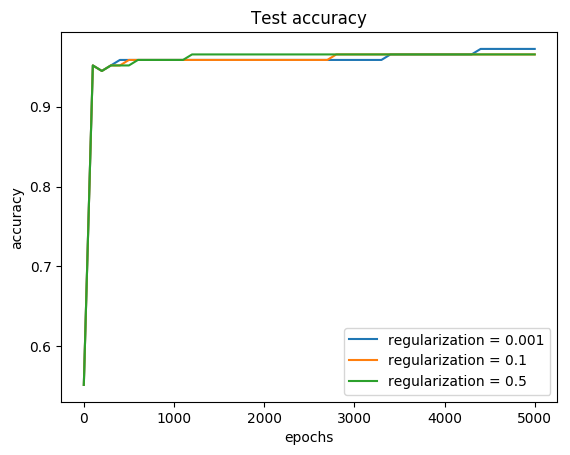 Test accuracy
accuracy
0.9
0.8
0.7
0.6
regularization = 0.001
regularization = 0.1
regularization = 0.5
0 1000 2000 3000 4000 5000
epochs